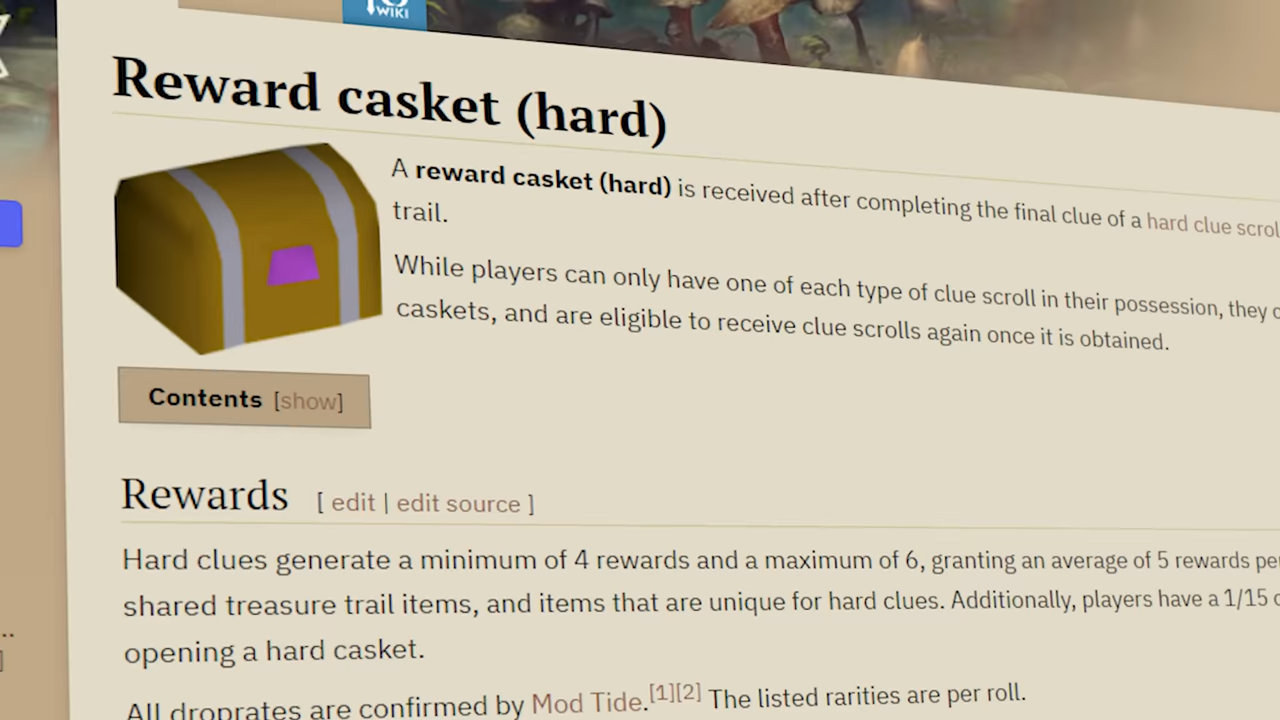 WIKI
Reward casket (hard)
A reward casket (hard) is received after completing the final clue of a hard clue scrol
trail.
While players can only have one of each type of clue scroll in their possession, they
caskets, and are eligible to receive clue scrolls again once it is obtained.
Contents [show]
Rewards [ edit | edit source ]
Hard clues generate a minimum of 4 rewards and a maximum of 6, granting an average of 5 rewards per
shared treasure trail items, and items that are unique for hard clues. Additionally, players have a 1/15
opening a hard casket.
All droprates are confirmed by Mod Tide.[1][2] The listed rarities are per roll.